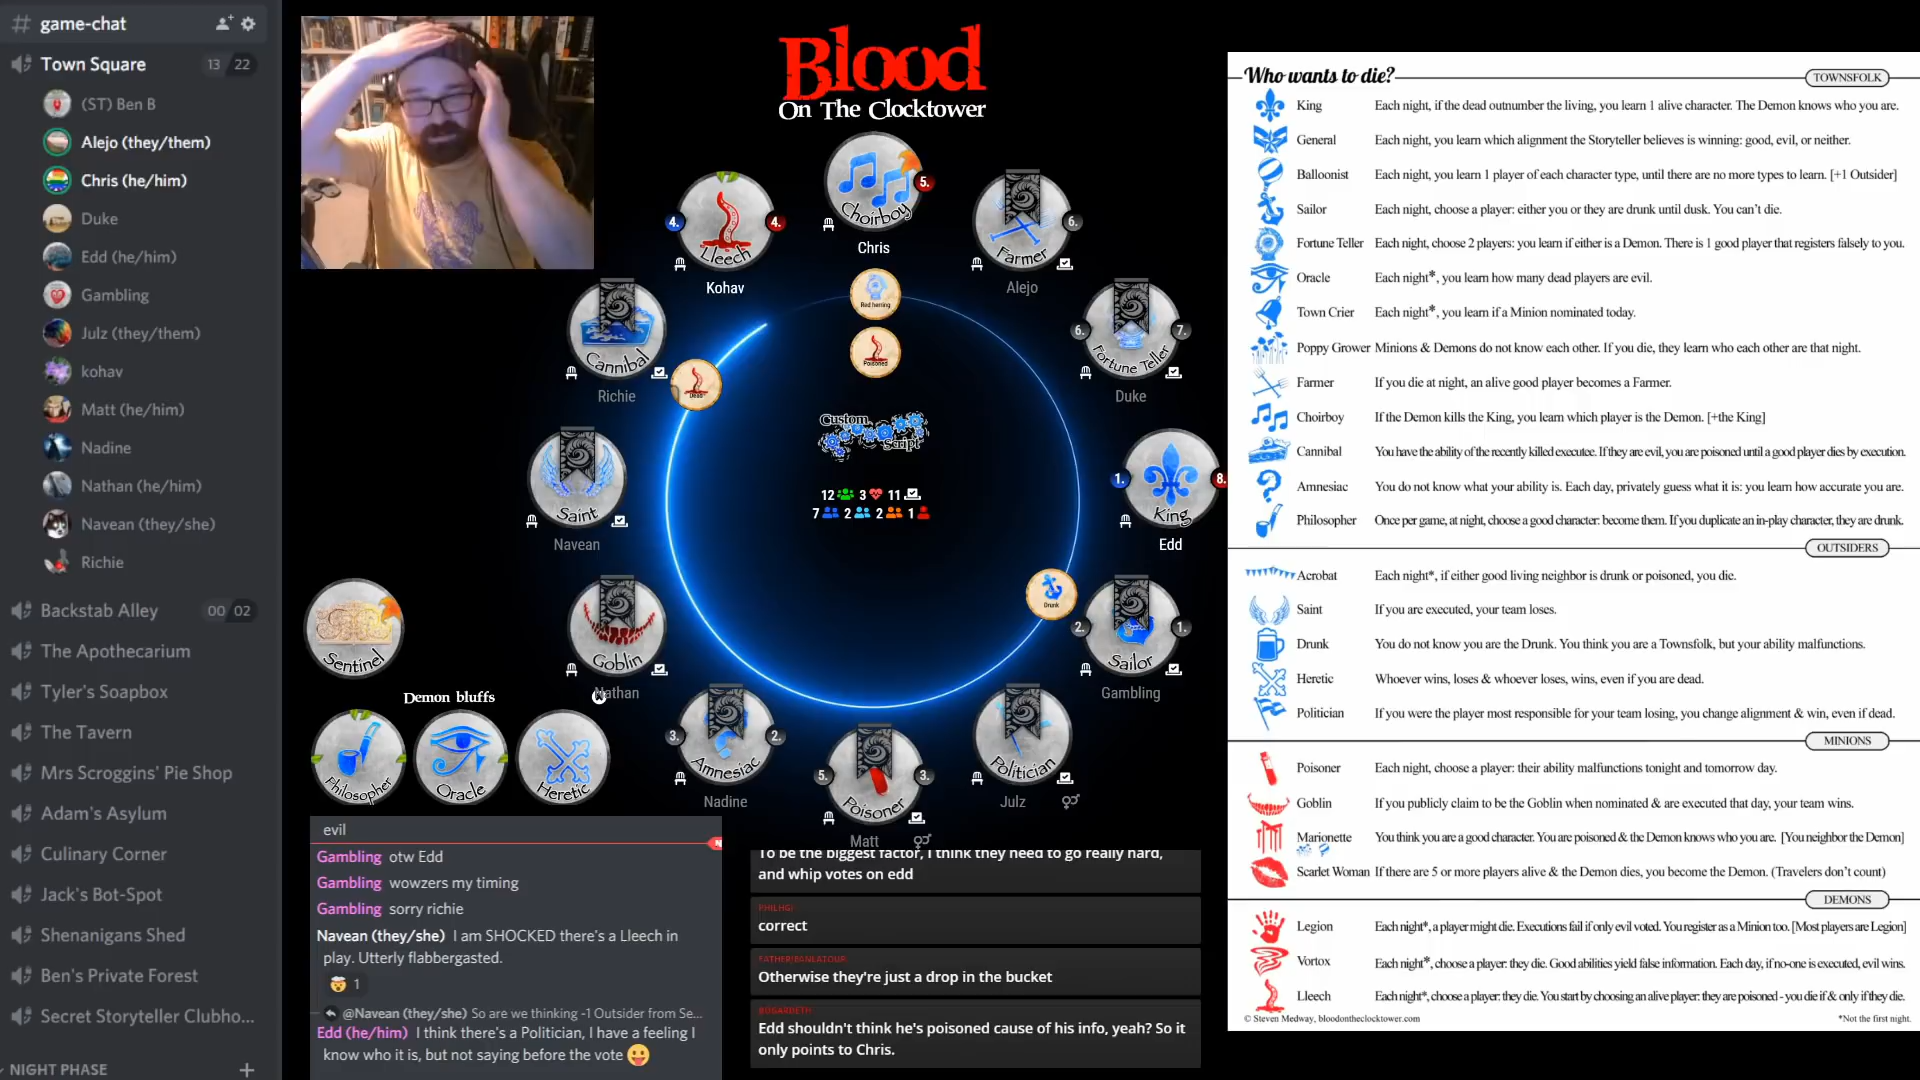 game-chat
Town Square
13 / 22
(ST) Ben B
Alejo (they/them)
Chris (he/him)
Duke
Edd (he/him)
Gambling
Julz (they/them)
kohav
Matt (he/him)
Nadine
Nathan (he/him)
Navean (they/she)
Richie
Backstab Alley
00 / 02
The Apothecarium
Tyler's Soapbox
The Tavern
Mrs Scroggins' Pie Shop
Adam's Asylum
Culinary Corner
Jack's Bot-Spot
Shenanigans Shed
Ben's Private Forest
Secret Storyteller Clubho...
NIGHT PHASE
Blood
On The Clocktower
Choirboy
5.
Chris
4.
Lleech
4.
Kohav
Farmer
6.
Alejo
Cannibal
Richie
Red herring
Poisoned
Dead
6.
Fortune Teller
7.
Duke
Custom
Script
Saint
Navean
12 3 11
7 2 2 1
1.
King
8.
Edd
Drunk
Sentinel
Goblin
Nathan
2.
Sailor
1.
Gambling
Demon bluffs
Philosopher
Oracle
Heretic
3.
Amnesiac
2.
Nadine
5.
Poisoner
3.
Matt
Politician
Julz
evil
Gambling otw Edd
Gambling wowzers my timing
Gambling sorry richie
Navean (they/she) I am SHOCKED there's a Lleech in
play. Utterly flabbergasted.
1
@Navean (they/she) So are we thinking -1 Outsider from Se...
Edd (he/him) I think there's a Politician, I have a feeling I
know who it is, but not saying before the vote
To be the biggest factor, I think they need to go really hard,
and whip votes on edd
PHILHGI
correct
Otherwise they're just a drop in the bucket
Edd shouldn't think he's poisoned cause of his info, yeah? So it
only points to Chris.
Who wants to die?
TOWNSFOLK
King Each night, if the dead outnumber the living, you learn 1 alive character. The Demon knows who you are.
General Each night, you learn which alignment the Storyteller believes is winning: good, evil, or neither.
Balloonist Each night, you learn 1 player of each character type, until there are no more types to learn. [+1 Outsider]
Sailor Each night, choose a player: either you or they are drunk until dusk. You can't die.
Fortune Teller Each night, choose 2 players: you learn if either is a Demon. There is 1 good player that registers falsely to you.
Oracle Each night*, you learn how many dead players are evil.
Town Crier Each night*, you learn if a Minion nominated today.
Poppy Grower Minions & Demons do not know each other. If you die, they learn who each other are that night.
Farmer If you die at night, an alive good player becomes a Farmer.
Choirboy If the Demon kills the King, you learn which player is the Demon. [+the King]
Cannibal You have the ability of the recently killed executee. If they are evil, you are poisoned until a good player dies by execution.
Amnesiac You do not know what your ability is. Each day, privately guess what it is: you learn how accurate you are.
Philosopher Once per game, at night, choose a good character: become them. If you duplicate an in-play character, they are drunk.
OUTSIDERS
Acrobat Each night*, if either good living neighbor is drunk or poisoned, you die.
Saint If you are executed, your team loses.
Drunk You do not know you are the Drunk. You think you are a Townsfolk, but your ability malfunctions.
Heretic Whoever wins, loses & whoever loses, wins, even if you are dead.
Politician If you were the player most responsible for your team losing, you change alignment & win, even if dead.
MINIONS
Poisoner Each night, choose a player: their ability malfunctions tonight and tomorrow day.
Goblin If you publicly claim to be the Goblin when nominated & are executed that day, your team wins.
Marionette You think you are a good character. You are poisoned & the Demon knows who you are. [You neighbor the Demon]
Scarlet Woman If there are 5 or more players alive & the Demon dies, you become the Demon. (Travelers don't count)
DEMONS
Legion Each night*, a player might die. Executions fail if only evil voted. You register as a Minion too. [Most players are Legion]
Vortox Each night*, choose a player: they die. Good abilities yield false information. Each day, if no-one is executed, evil wins.
Lleech Each night*, choose a player: they die. You start by choosing an alive player: they are poisoned - you die if & only if they die.
© Steven Medway, bloodontheclocktower.com
*Not the first night.